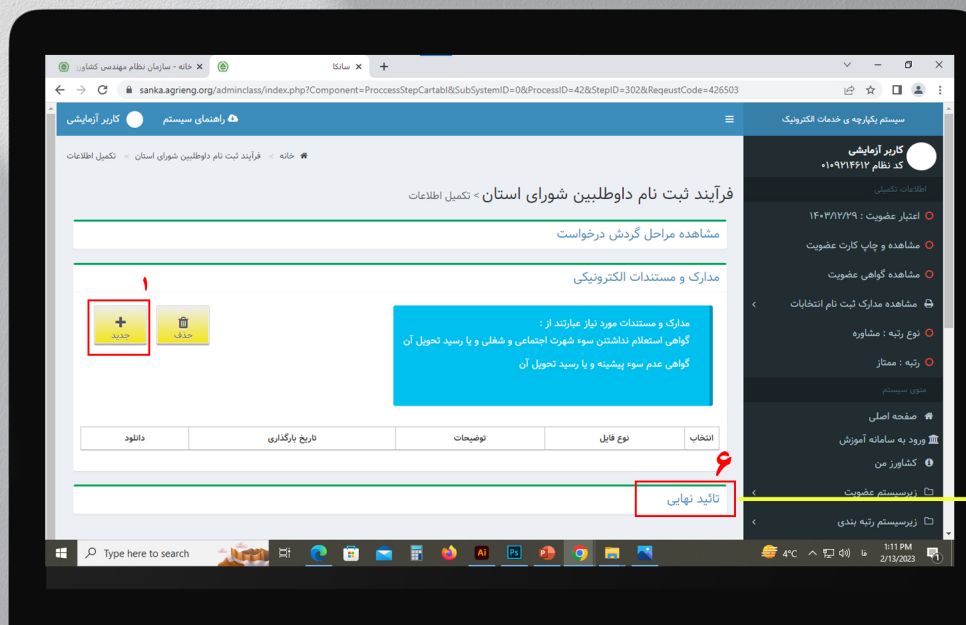 خانه - سازمان نظام مهندسی کشاورز
سانکا
sanka.agrieng.org/adminclass/index.php?Component=ProccessStepCartabl&SubSystemID=0&ProcessID=42&StepID=302&ReqeustCode=426503
سیستم یکپارچه ی خدمات الکترونیک
راهنمای سیستم
کاربر آزمایشی
کاربر آزمایشی
کد نظام ۰۱۰۹۲۱۴۶۱۲
اطلاعات تکمیلی
اعتبار عضویت : ۱۴۰۳/۱۲/۲۹
مشاهده و چاپ کارت عضویت
مشاهده گواهی عضویت
مشاهده مدارک ثبت نام انتخابات
نوع رتبه : مشاوره
رتبه : ممتاز
منوی سیستم
صفحه اصلی
ورود به سامانه آموزش
کشاورز من
زیرسیستم عضویت
زیرسیستم رتبه بندی
خانه > فرآیند ثبت نام داوطلبین شورای استان > تکمیل اطلاعات
فرآیند ثبت نام داوطلبین شورای استان > تکمیل اطلاعات
مشاهده مراحل گردش درخواست
مدارک و مستندات الکترونیکی
۱
مدارک و مستندات مورد نیاز عبارتند از :
گواهی استعلام نداشتن سوء شهرت اجتماعی و شغلی و یا رسید تحویل آن
گواهی عدم سوء پیشینه و یا رسید تحویل آن
حذف
جدید
انتخاب نوع فایل توضیحات تاریخ بارگذاری دانلود
۶
تائید نهایی
Type here to search
Ai
Ps
4°C
فا
1:11 PM
2/13/2023
1